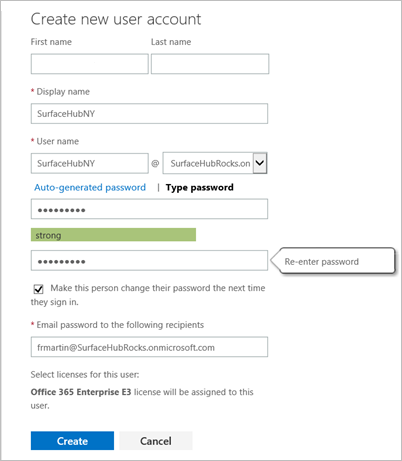 Create new user account
First name Last name
* Display name
SurfaceHubNY
* User name
SurfaceHubNY @ SurfaceHubRocks.on
Auto-generated password | Type password
●●●●●●●●●
strong
●●●●●●●●● Re-enter password
Make this person change their password the next time
they sign in.
* Email password to the following recipients
frmartin@SurfaceHubRocks.onmicrosoft.com
Select licenses for this user:
Office 365 Enterprise E3 license will be assigned to this
user.
Create Cancel